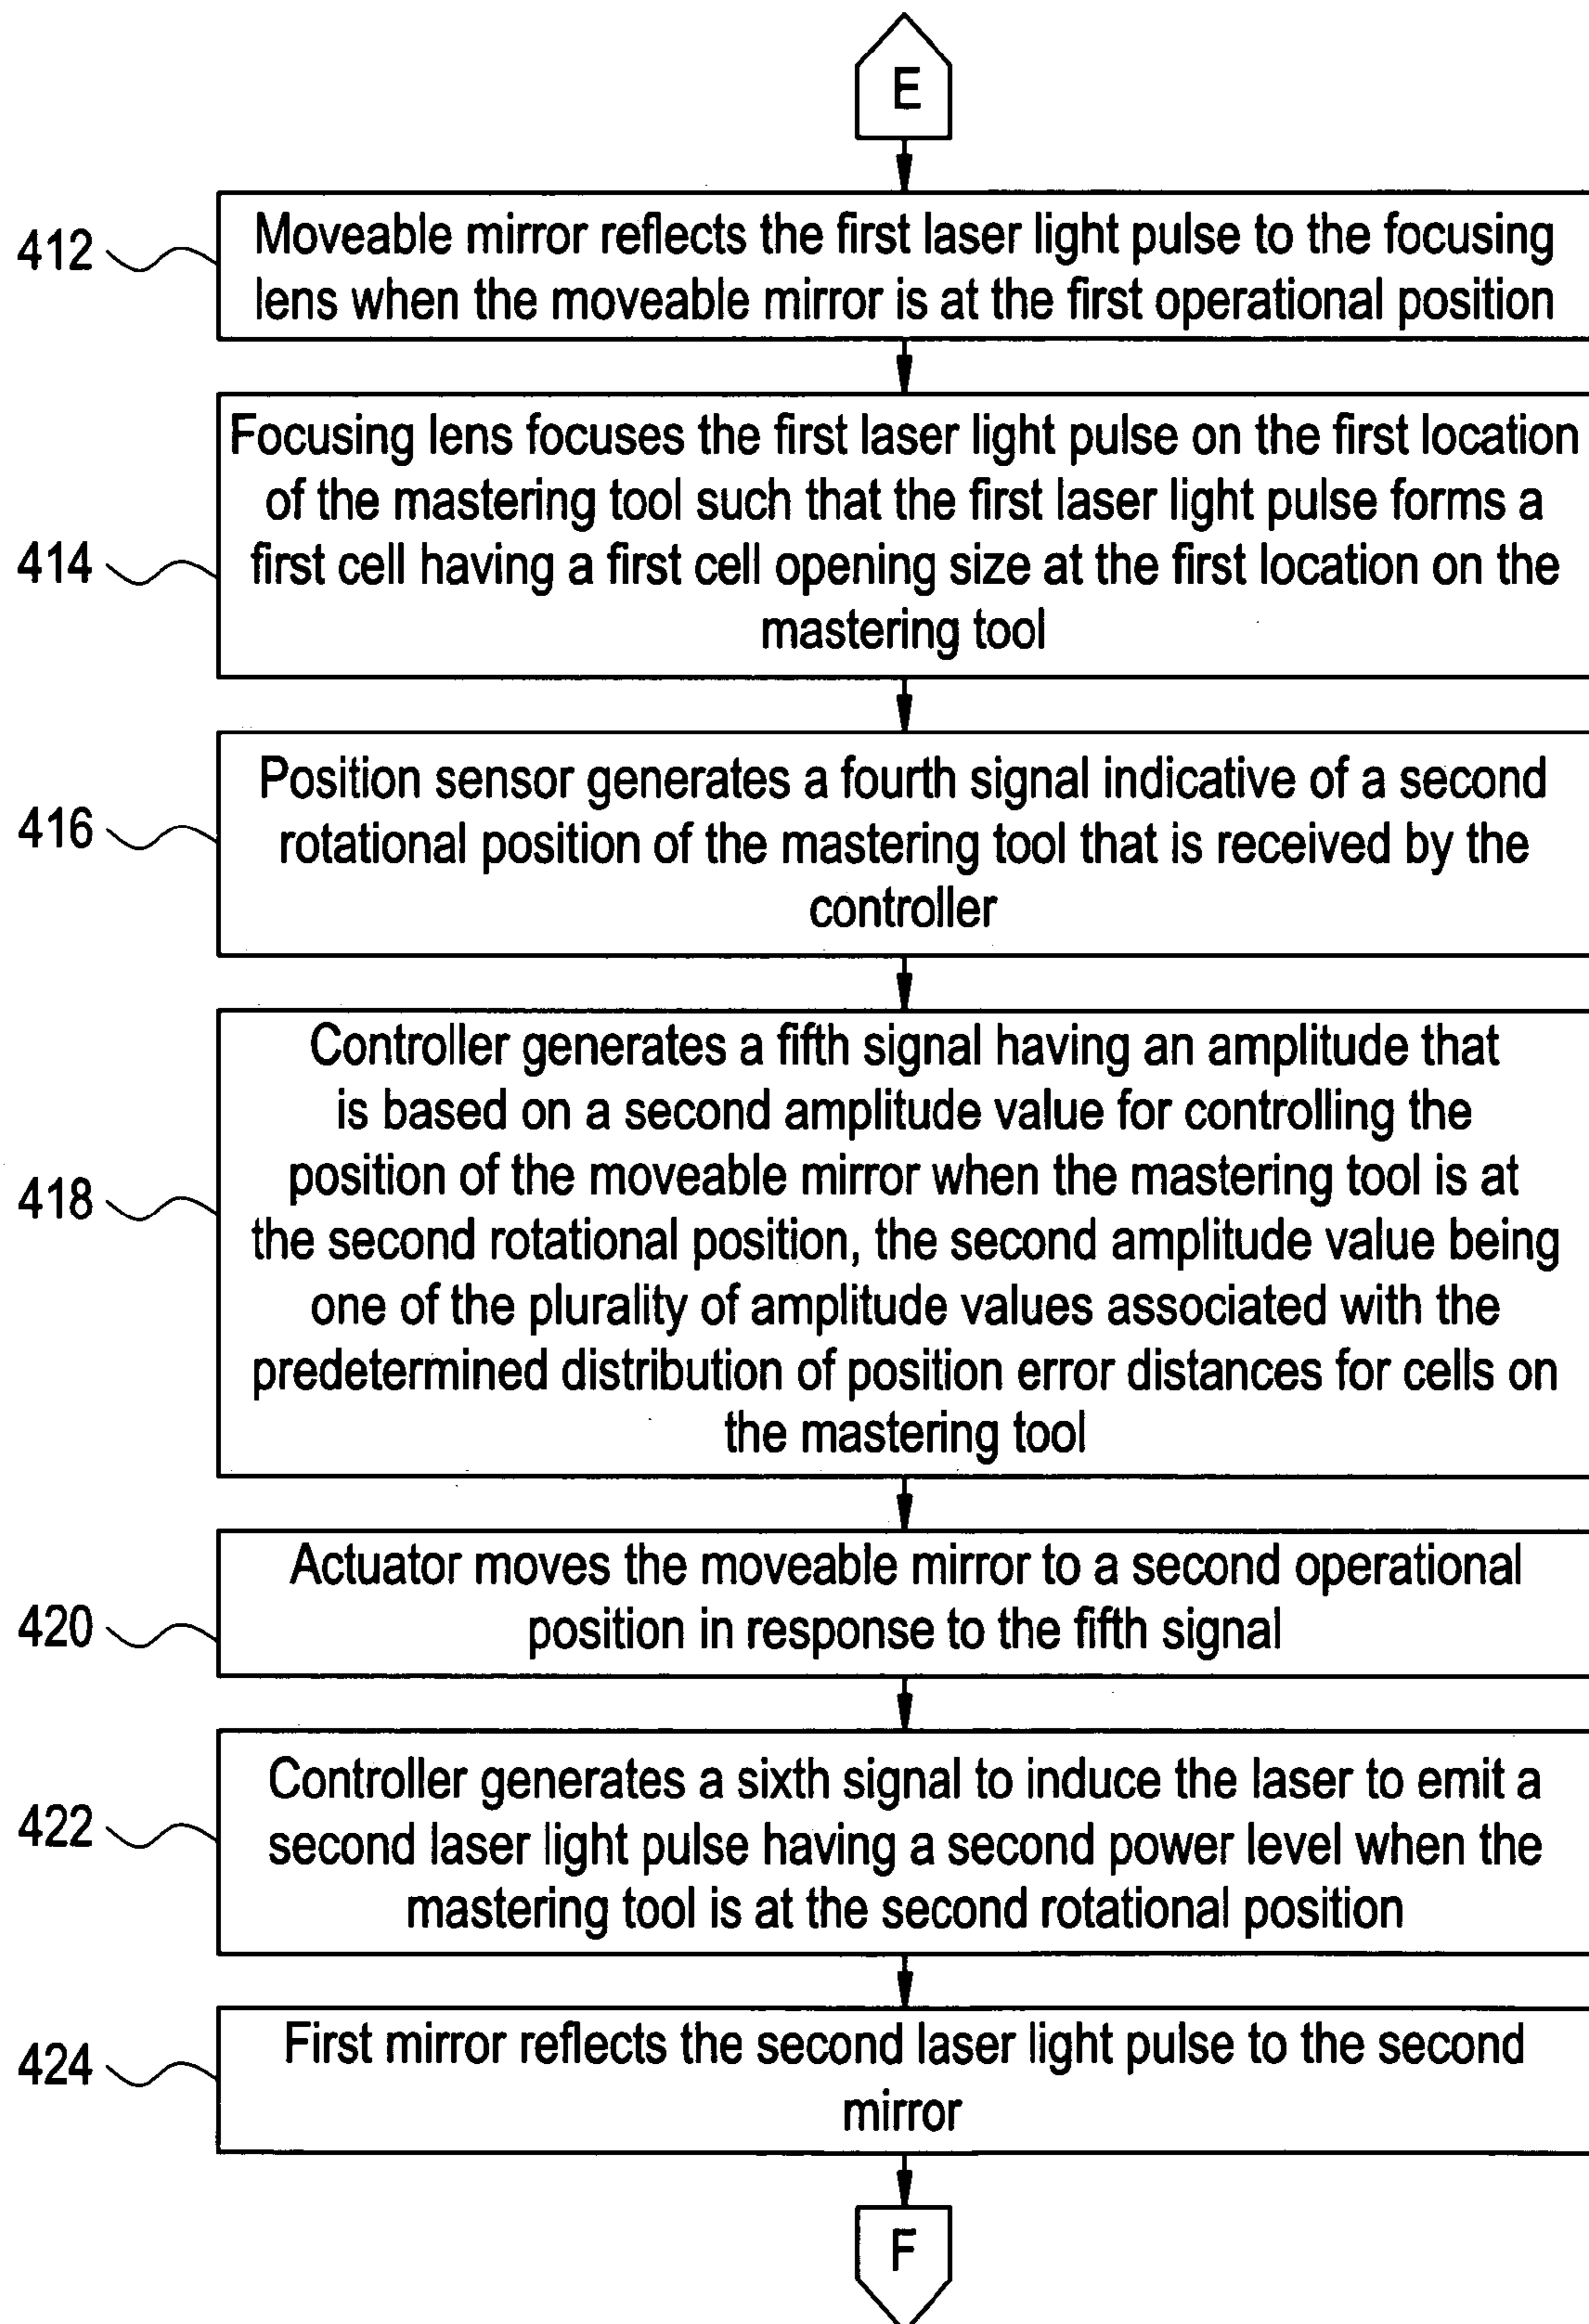 E
412
Moveable mirror reflects the first laser light pulse to the focusing
lens when the moveable mirror is at the first operational position
414
Focusing lens focuses the first laser light pulse on the first location
of the mastering tool such that the first laser light pulse forms a
first cell having a first cell opening size at the first location on the
mastering tool
416
Position sensor generates a fourth signal indicative of a second
rotational position of the mastering tool that is received by the
controller
418
Controller generates a fifth signal having an amplitude that
is based on a second amplitude value for controlling the
position of the moveable mirror when the mastering tool is at
the second rotational position, the second amplitude value being
one of the plurality of amplitude values associated with the
predetermined distribution of position error distances for cells on
the mastering tool
420
Actuator moves the moveable mirror to a second operational
position in response to the fifth signal
422
Controller generates a sixth signal to induce the laser to emit a
second laser light pulse having a second power level when the
mastering tool is at the second rotational position
424
First mirror reflects the second laser light pulse to the second
mirror
F